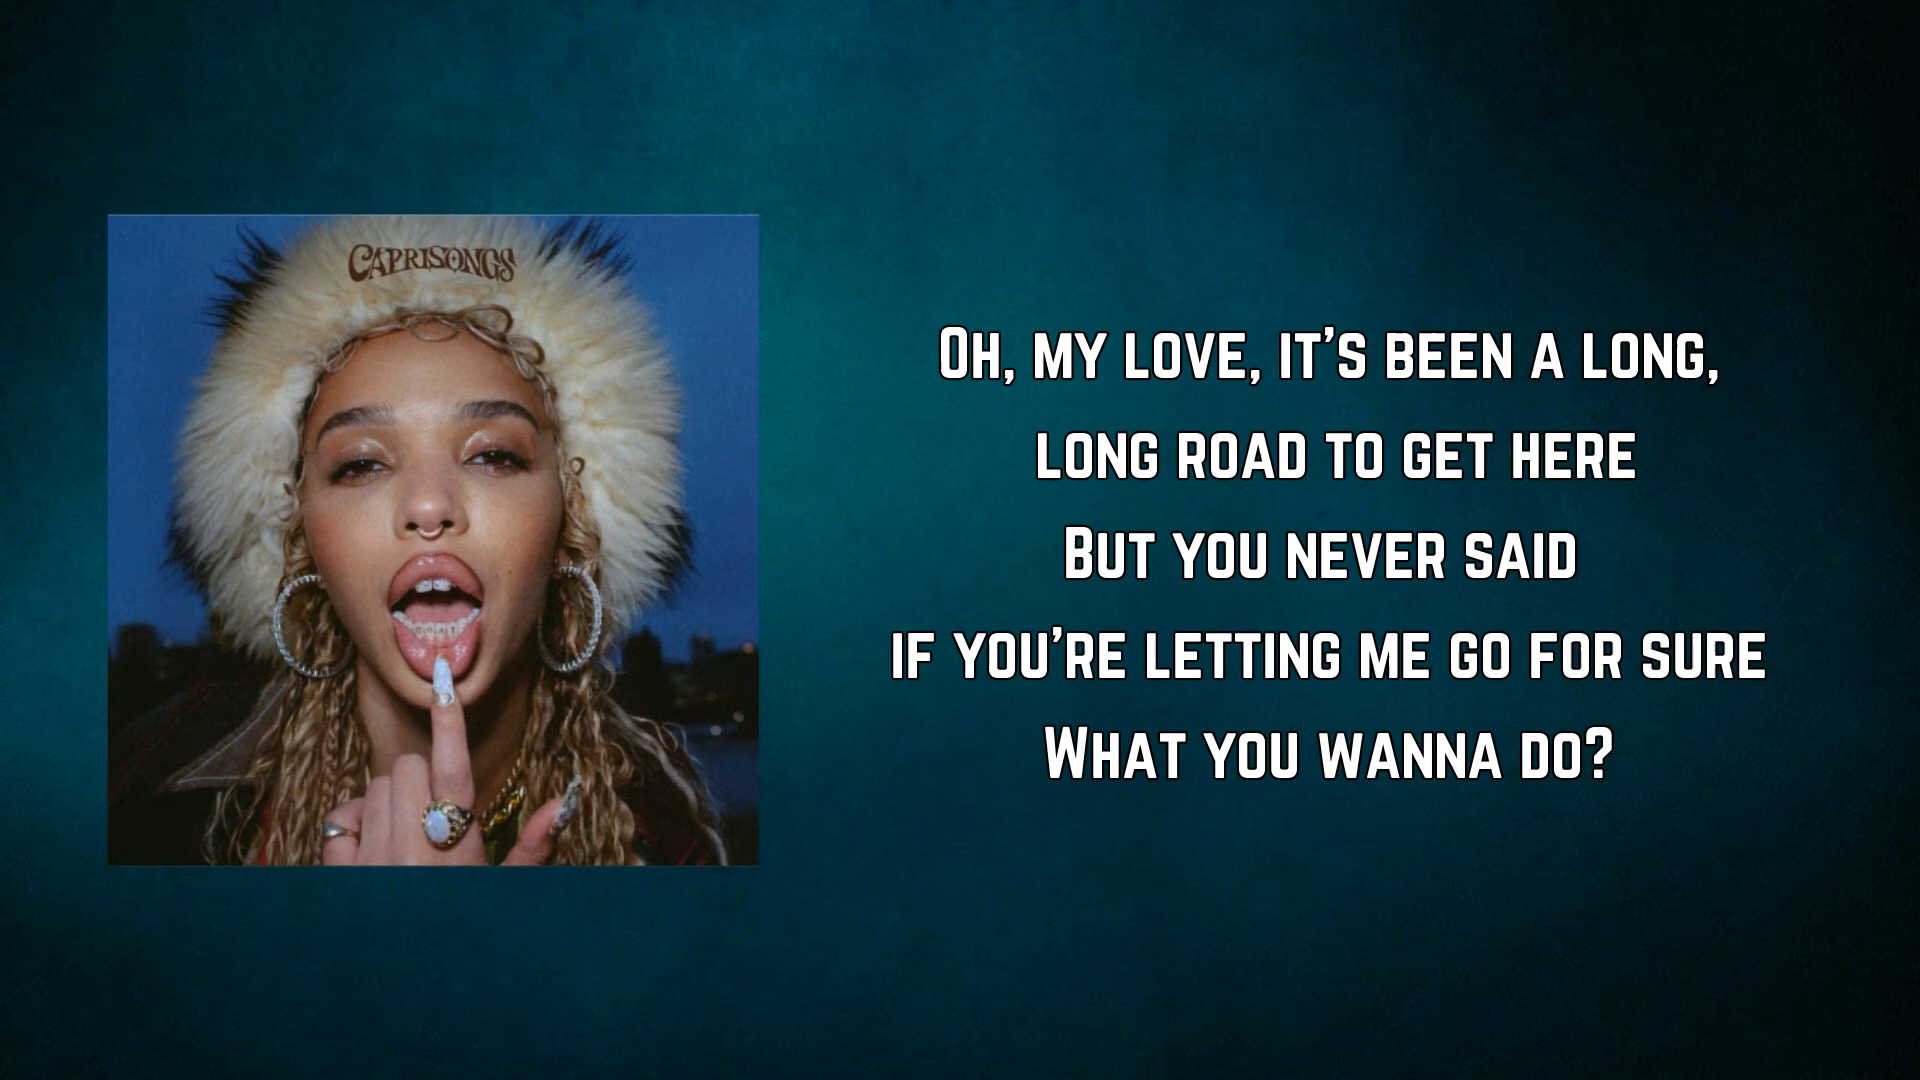 CAPRISONGS
Oh, my love, it's been a long,
long road to get here
But you never said
if you're letting me go for sure
What you wanna do?